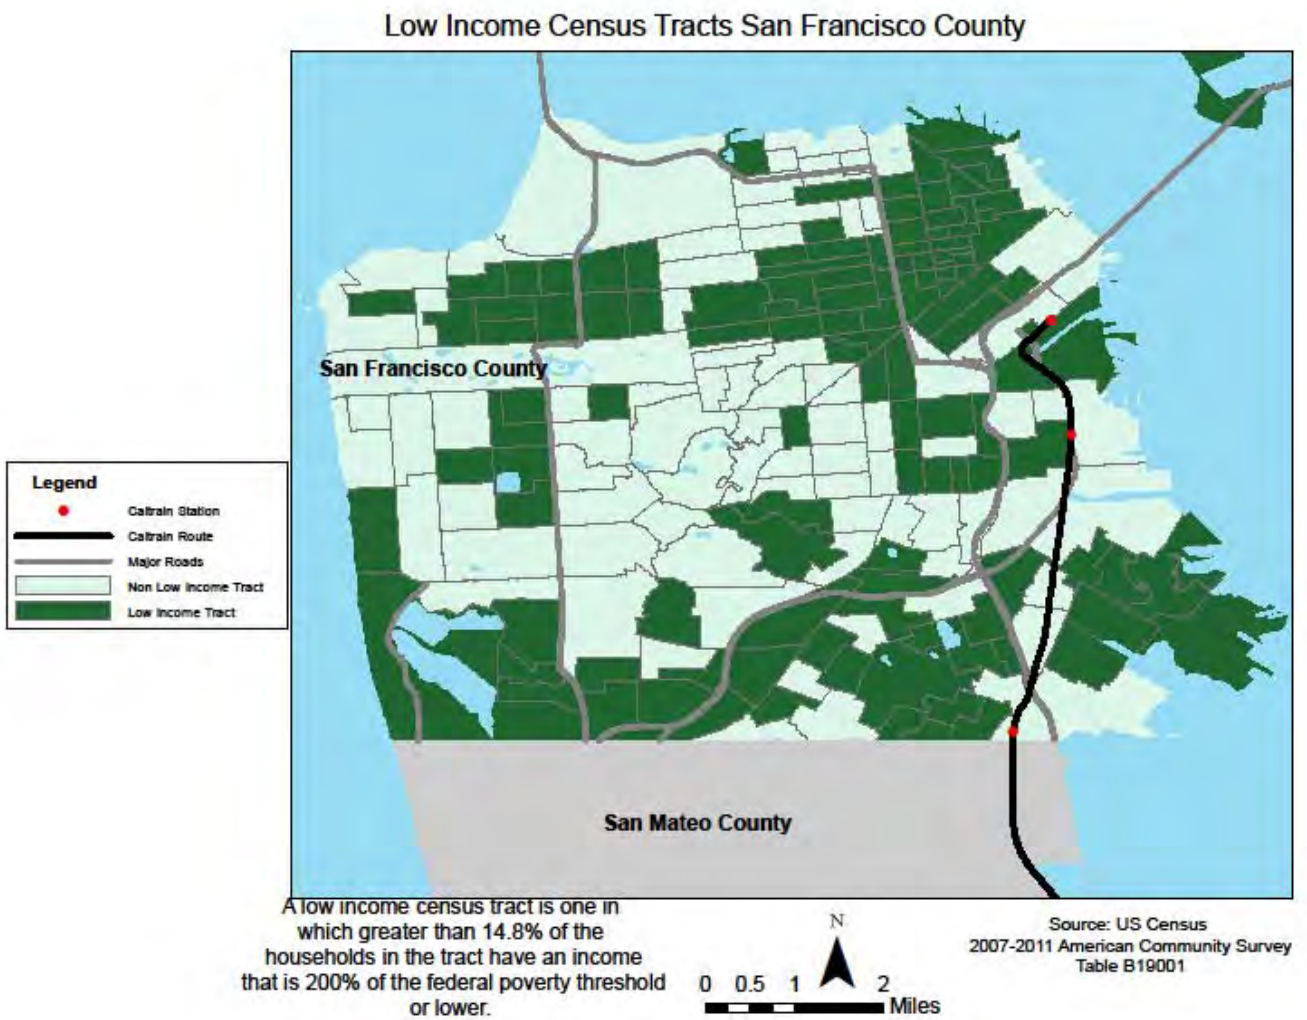 Low Income Census Tracts San Francisco County
San Francisco County
Legend
Caltrain Station
Caltrain Route
Major Roads
Non Low Income Tract
Low Income Tract
San Mateo County
A low income census tract is one in
which greater than 14.8% of the
households in the tract have an income
that is 200% of the federal poverty threshold
or lower.
N
0 0.5 1 2
Miles
Source: US Census
2007-2011 American Community Survey
Table B19001